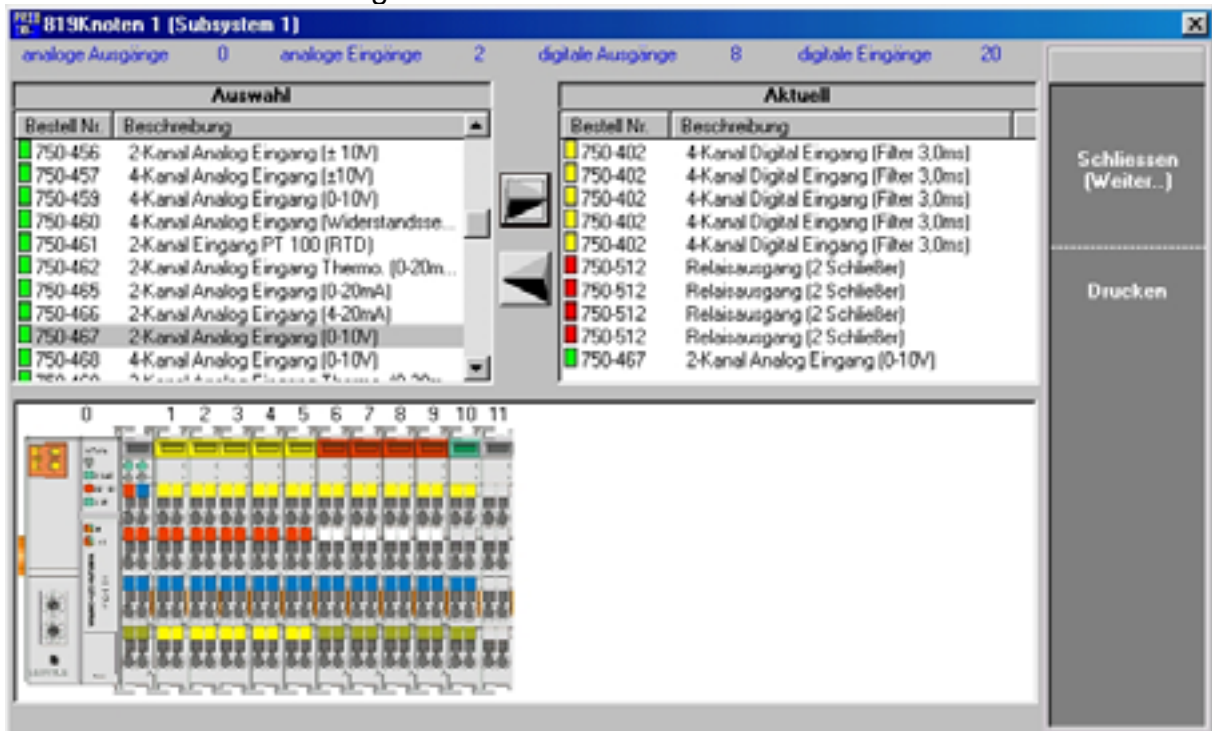 819Knoten 1 (Subsystem 1)
analoge Ausgänge 0 analoge Eingänge 2 digitale Ausgänge 8 digitale Eingänge 20
Auswahl
Bestell Nr. Beschreibung
750-456 2-Kanal Analog Eingang (± 10V)
750-457 4-Kanal Analog Eingang (±10V)
750-459 4-Kanal Analog Eingang (0-10V)
750-460 4-Kanal Analog Eingang (Widerstandsse...
750-461 2-Kanal Eingang PT 100 (RTD)
750-462 2-Kanal Analog Eingang Thermo. (0-20m...
750-465 2-Kanal Analog Eingang (0-20mA)
750-466 2-Kanal Analog Eingang (4-20mA)
750-467 2-Kanal Analog Eingang (0-10V)
750-468 4-Kanal Analog Eingang (0-10V)
Aktuell
Bestell Nr. Beschreibung
750-402 4-Kanal Digital Eingang (Filter 3,0ms)
750-402 4-Kanal Digital Eingang (Filter 3,0ms)
750-402 4-Kanal Digital Eingang (Filter 3,0ms)
750-402 4-Kanal Digital Eingang (Filter 3,0ms)
750-402 4-Kanal Digital Eingang (Filter 3,0ms)
750-512 Relaisausgang (2 Schließer)
750-512 Relaisausgang (2 Schließer)
750-512 Relaisausgang (2 Schließer)
750-512 Relaisausgang (2 Schließer)
750-467 2-Kanal Analog Eingang (0-10V)
Schliessen
(Weiter..)
Drucken
0 1 2 3 4 5 6 7 8 9 10 11